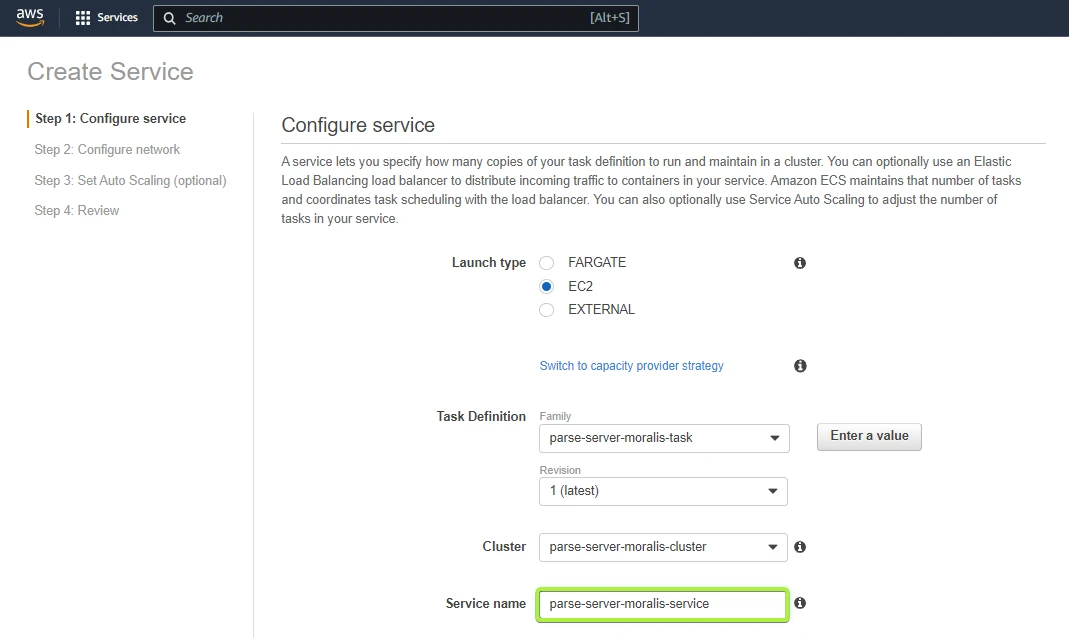 aws
Services
Search
[Alt+S]
Create Service
Step 1: Configure service
Step 2: Configure network
Step 3: Set Auto Scaling (optional)
Step 4: Review
Configure service
A service lets you specify how many copies of your task definition to run and maintain in a cluster. You can optionally use an Elastic
Load Balancing load balancer to distribute incoming traffic to containers in your service. Amazon ECS maintains that number of tasks
and coordinates task scheduling with the load balancer. You can also optionally use Service Auto Scaling to adjust the number of
tasks in your service.
Launch type
FARGATE
EC2
EXTERNAL
Switch to capacity provider strategy
Task Definition
Family
parse-server-moralis-task
Enter a value
Revision
1 (latest)
Cluster
parse-server-moralis-cluster
Service name
parse-server-moralis-service